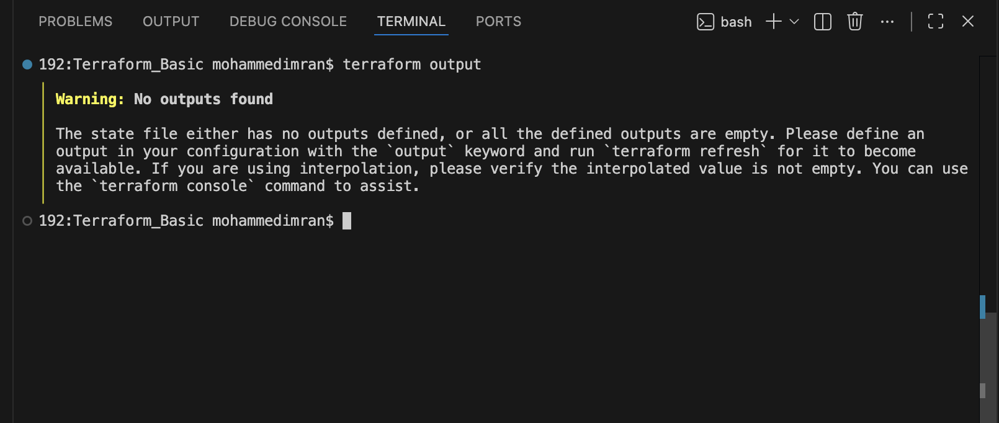 PROBLEMS OUTPUT DEBUG CONSOLE TERMINAL PORTS bash
192:Terraform_Basic mohammedimran$ terraform output
Warning: No outputs found
The state file either has no outputs defined, or all the defined outputs are empty. Please define an
output in your configuration with the `output` keyword and run `terraform refresh` for it to become
available. If you are using interpolation, please verify the interpolated value is not empty. You can use
the `terraform console` command to assist.
192:Terraform_Basic mohammedimran$